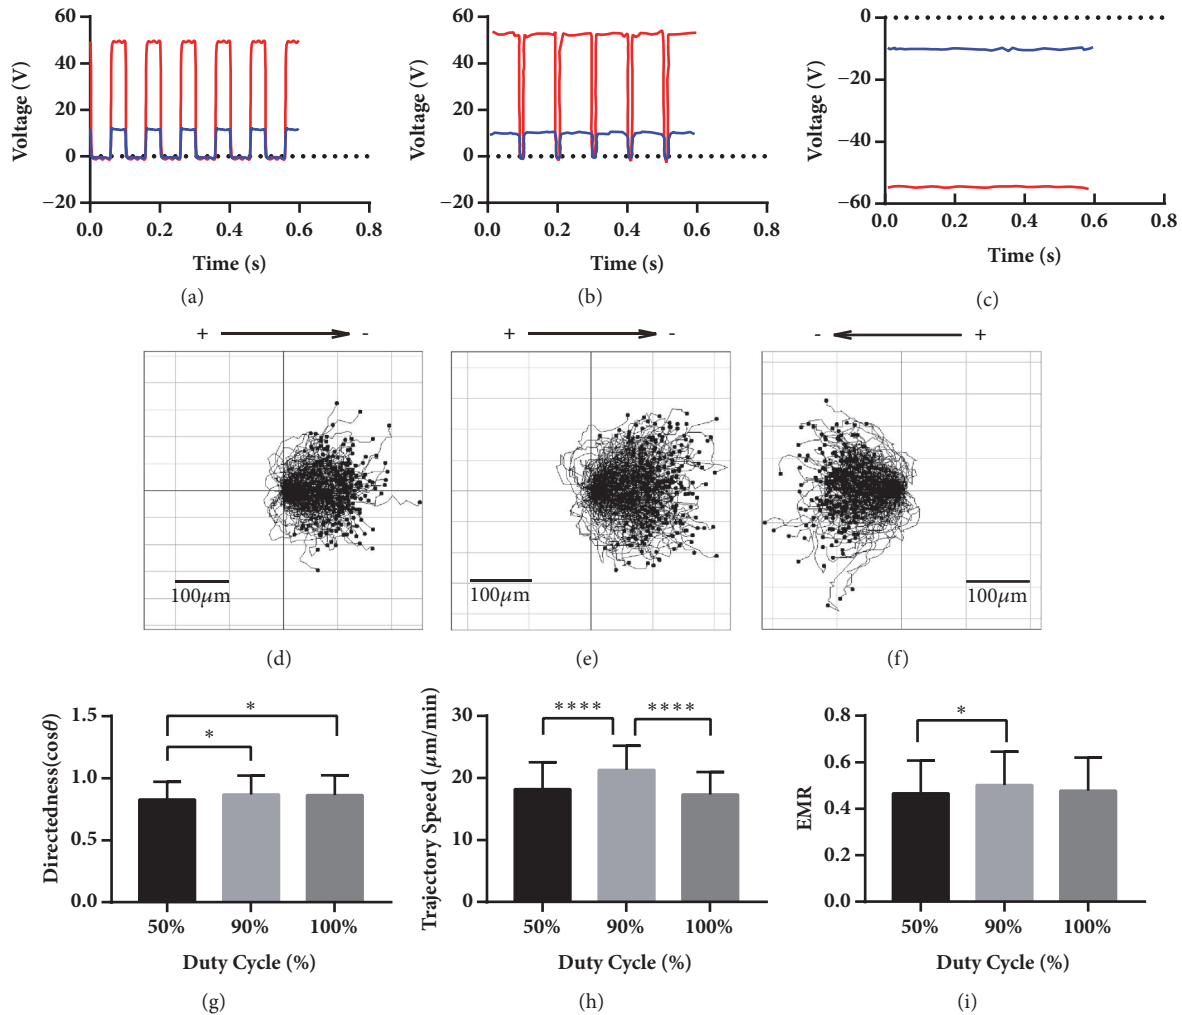 60
40
20
0
−20
Voltage (V)
0.0 0.2 0.4 0.6 0.8
Time (s)
(a)
60
40
20
0
−20
Voltage (V)
0.0 0.2 0.4 0.6 0.8
Time (s)
(b)
0
−20
−40
−60
Voltage (V)
0.0 0.2 0.4 0.6 0.8
Time (s)
(c)
+ -
100μm
(d)
+ -
100μm
(e)
- +
100μm
(f)
1.5
1.0
0.5
0.0
Directedness(cosθ)
*
*
50% 90% 100%
Duty Cycle (%)
(g)
30
20
10
0
Trajectory Speed (μm/min)
**** ****
50% 90% 100%
Duty Cycle (%)
(h)
0.8
0.6
0.4
0.2
0.0
EMR
*
50% 90% 100%
Duty Cycle (%)
(i)